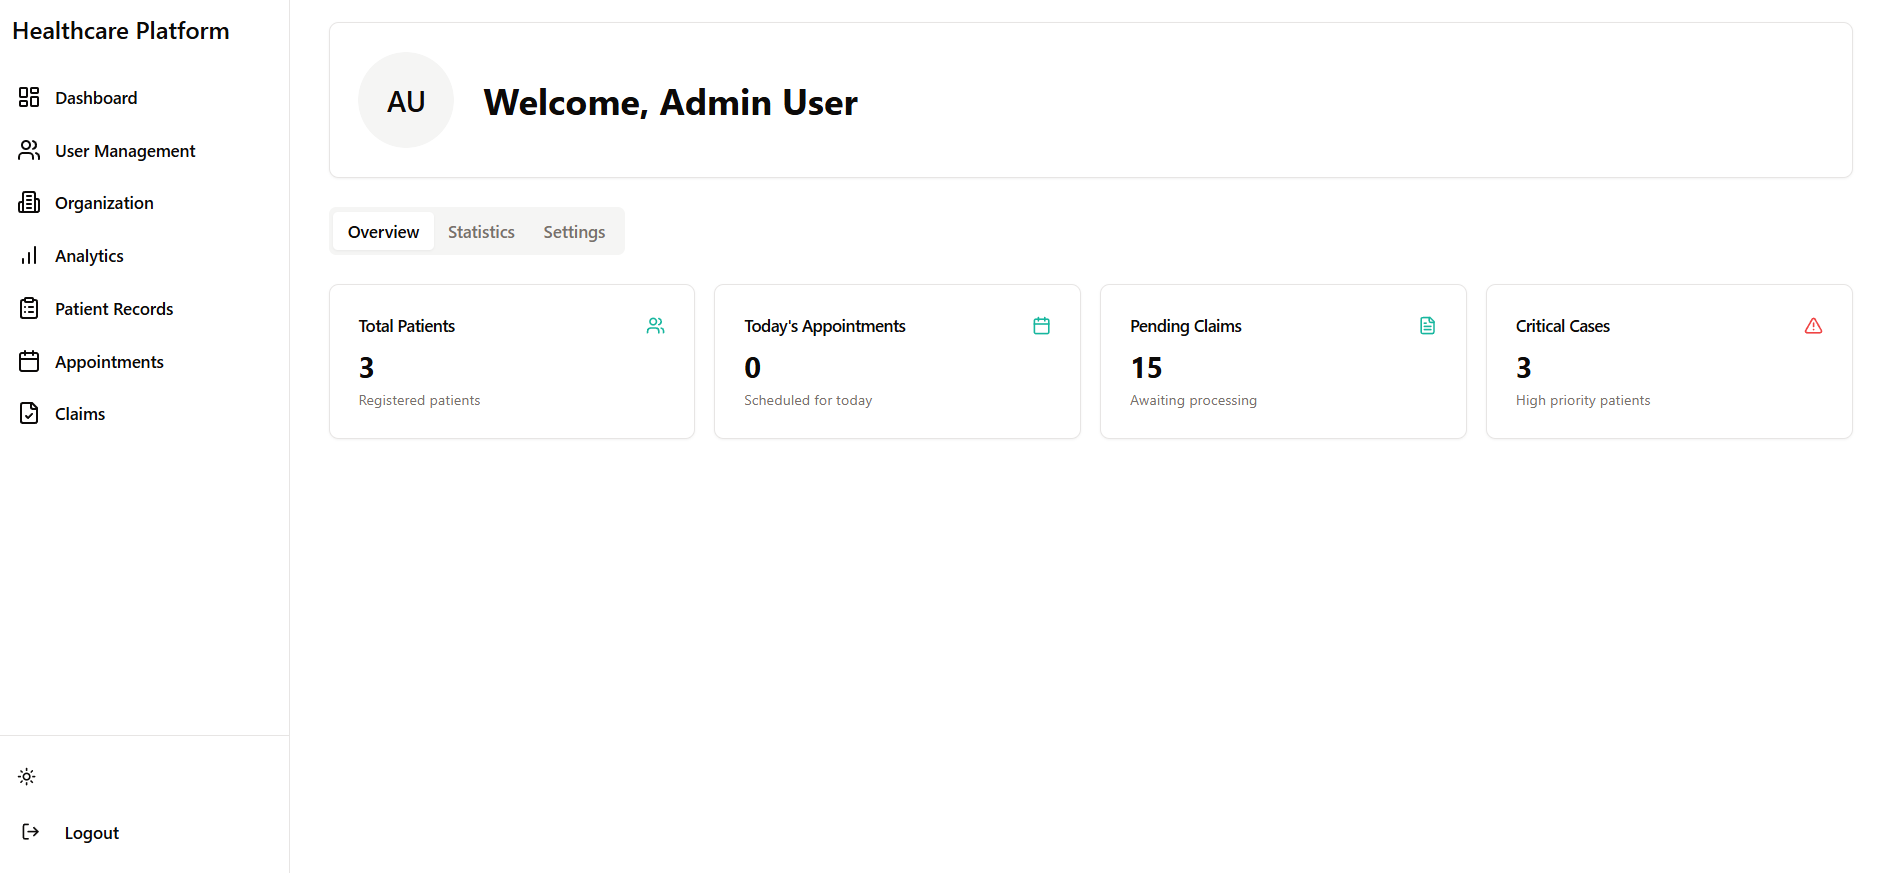 Healthcare Platform
Dashboard
User Management
Organization
Analytics
Patient Records
Appointments
Claims
Logout
AU
Welcome, Admin User
Overview Statistics Settings
Total Patients
3
Registered patients
Today's Appointments
0
Scheduled for today
Pending Claims
15
Awaiting processing
Critical Cases
3
High priority patients